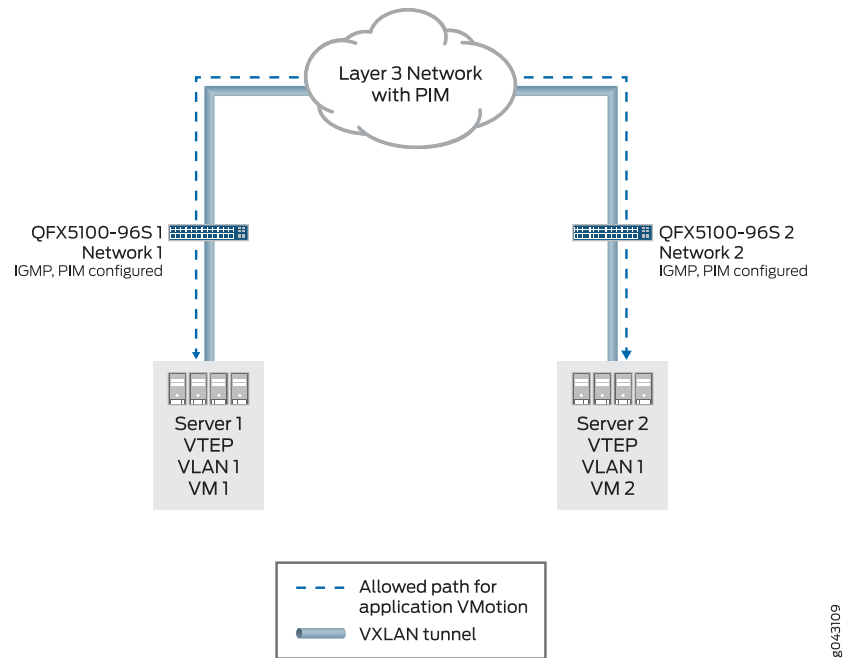 Layer 3 Network
with PIM
QFX5100-96S 1
Network 1
IGMP, PIM configured
QFX5100-96S 2
Network 2
IGMP, PIM configured
Server 1
VTEP
VLAN 1
VM 1
Server 2
VTEP
VLAN 1
VM 2
Allowed path for
application VMotion
VXLAN tunnel
g043109